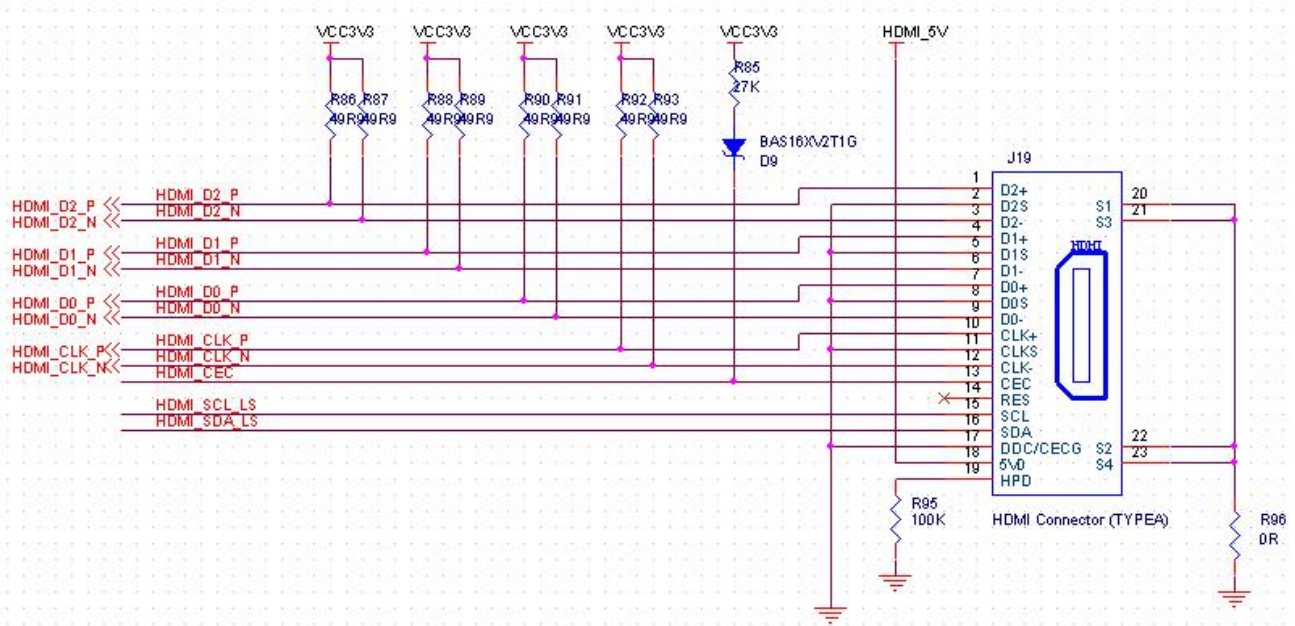 VCC3V3 VCC3V3 VCC3V3 VCC3V3 VCC3V3 HDMI_5V
R85
27K
R86 R87 R88 R89 R90 R91 R92 R93
49R9 49R9 49R9 49R9 49R9 49R9 49R9 49R9
BAS16XV2T1G
D9
J19
HDMI_D2_P HDMI_D2_P
HDMI_D2_N HDMI_D2_N
HDMI_D1_P HDMI_D1_P
HDMI_D1_N HDMI_D1_N
HDMI_D0_P HDMI_D0_P
HDMI_D0_N HDMI_D0_N
HDMI_CLK_P HDMI_CLK_P
HDMI_CLK_N HDMI_CLK_N
HDMI_CEC
HDMI_SCL_LS
HDMI_SDA_LS
1 D2+
2 D2S S1 20
3 D2- S3 21
4 D1+
5 D1S
6 D1-
7 D0+
8 D0S
9 D0-
10 CLK+
11 CLKS
12 CLK-
13 CEC
14 RES
15 SCL
16 SDA
17 DDC/CECG S2 22
18 5V0 S4 23
19 HPD
HDMI
R95
100K
HDMI Connector (TYPEA)
R96
0R